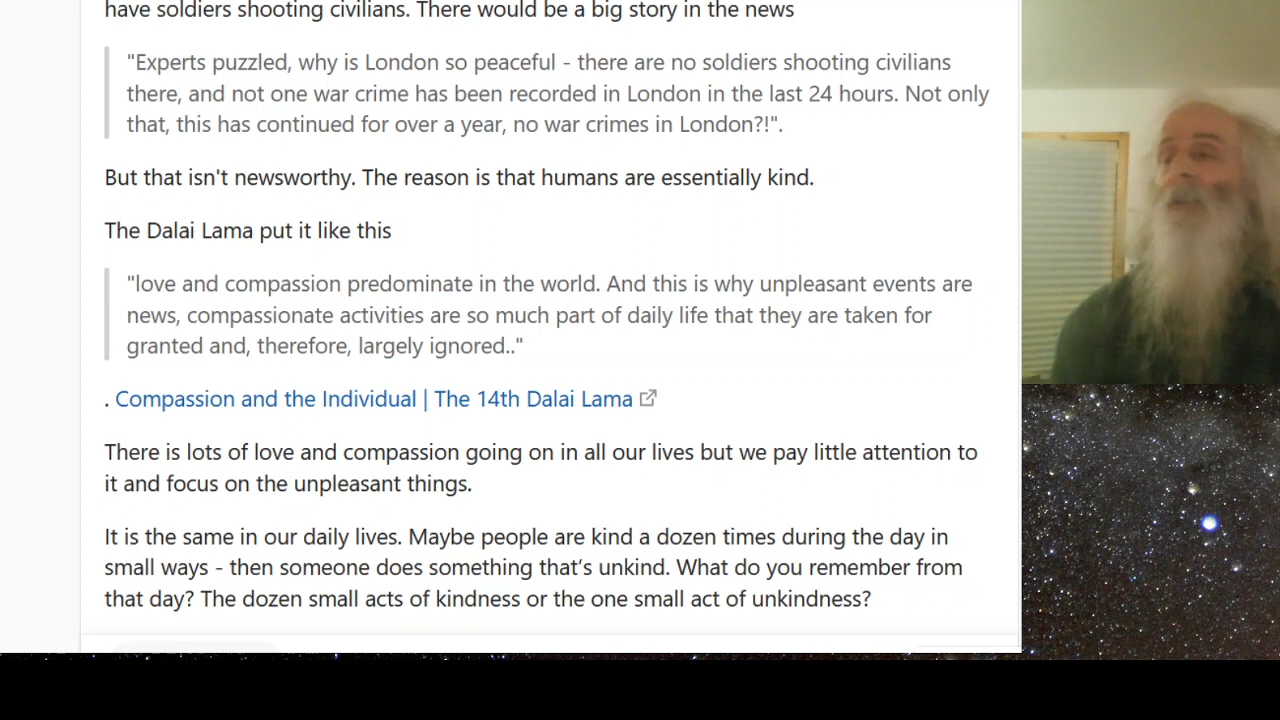 have soldiers shooting civilians. There would be a big story in the news
"Experts puzzled, why is London so peaceful - there are no soldiers shooting civilians
there, and not one war crime has been recorded in London in the last 24 hours. Not only
that, this has continued for over a year, no war crimes in London?!".
But that isn't newsworthy. The reason is that humans are essentially kind.
The Dalai Lama put it like this
"love and compassion predominate in the world. And this is why unpleasant events are
news, compassionate activities are so much part of daily life that they are taken for
granted and, therefore, largely ignored.."
. Compassion and the Individual | The 14th Dalai Lama
There is lots of love and compassion going on in all our lives but we pay little attention to
it and focus on the unpleasant things.
It is the same in our daily lives. Maybe people are kind a dozen times during the day in
small ways - then someone does something that’s unkind. What do you remember from
that day? The dozen small acts of kindness or the one small act of unkindness?